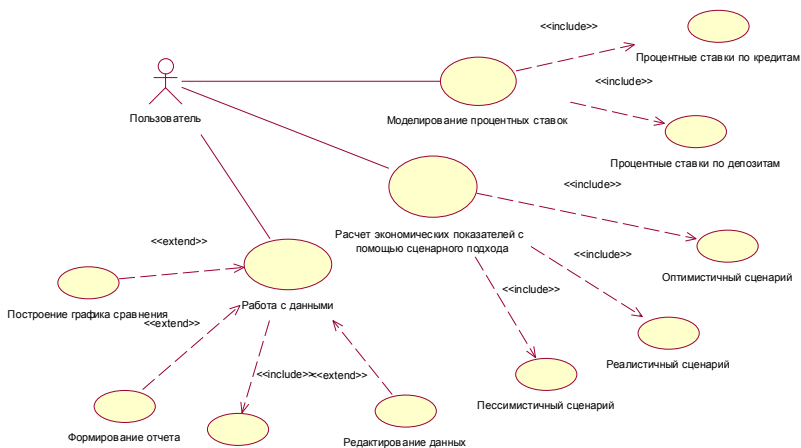 <<include>>
Процентные ставки по кредитам
<<include>>
Пользователь
Моделирование процентных ставок
Процентные ставки по депозитам
<<include>>
Расчет экономических показателей с
помощью сценарного подхода
<<extend>>
<<include>>
Оптимистичный сценарий
<<include>>
Построение графика сравнения
Работа с данными
<<extend>>
Реалистичный сценарий
<<include>>
<<extend>>
Пессимистичный сценарий
Формирование отчета
Редактирование данных